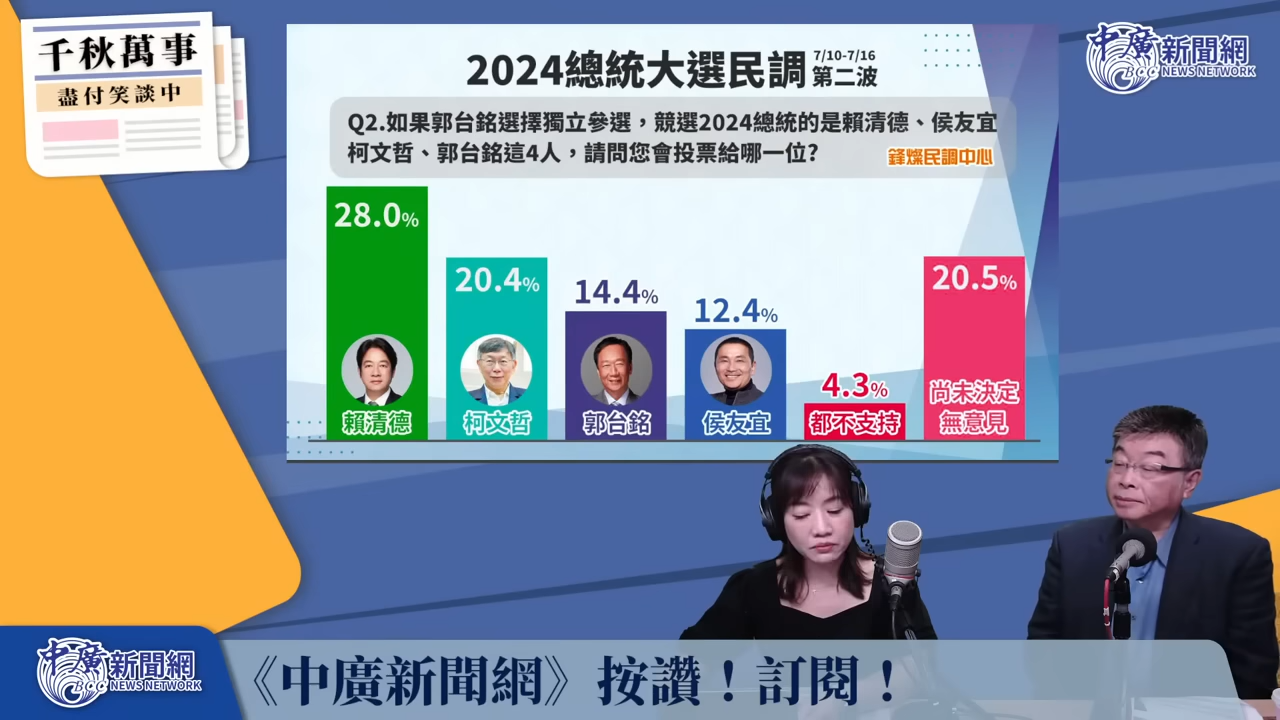 千秋萬事
盡付笑談中
中廣新聞網
BCC NEWS NETWORK
2024總統大選民調
7/10-7/16
第二波
Q2.如果郭台銘選擇獨立參選，競選2024總統的是賴清德、侯友宜
柯文哲、郭台銘這4人，請問您會投票給哪一位?
鋒燦民調中心
28.0%
20.4%
14.4%
12.4%
4.3%
20.5%
賴清德
柯文哲
郭台銘
侯友宜
都不支持
尚未決定
無意見
中廣新聞網
BCC NEWS NETWORK
《中廣新聞網》按讚！訂閱！